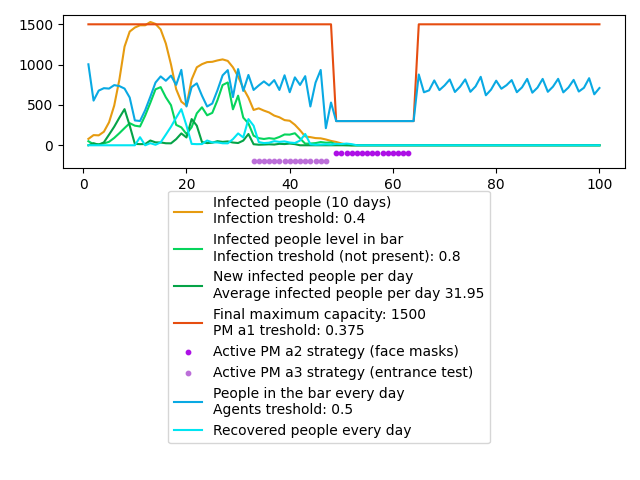 1500
1000
500
0
0 20 40 60 80 100
Infected people (10 days)
Infection treshold: 0.4
Infected people level in bar
Infection treshold (not present): 0.8
New infected people per day
Average infected people per day 31.95
Final maximum capacity: 1500
PM a1 treshold: 0.375
Active PM a2 strategy (face masks)
Active PM a3 strategy (entrance test)
People in the bar every day
Agents treshold: 0.5
Recovered people every day